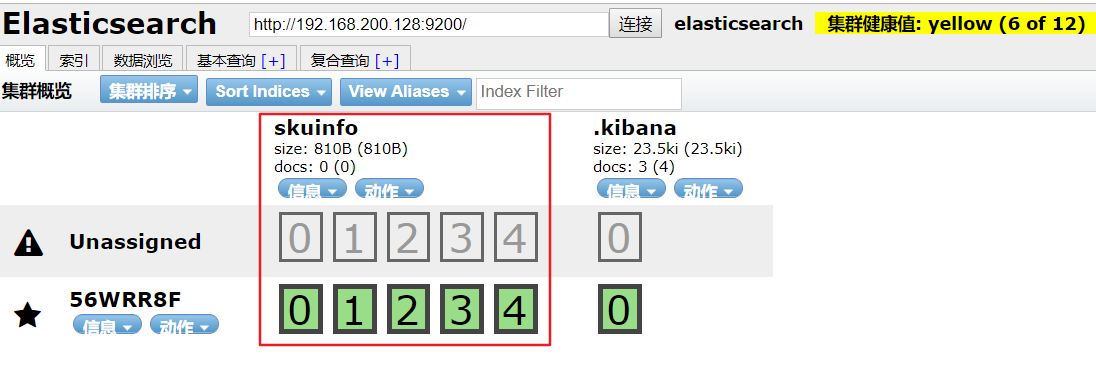 Elasticsearch http://192.168.200.128:9200/ 连接 elasticsearch 集群健康值: yellow (6 of 12)
概览 索引 数据浏览 基本查询 [+] 复合查询 [+]
集群概览 集群排序 Sort Indices View Aliases Index Filter
skuinfo .kibana
size: 810B (810B) size: 23.5ki (23.5ki)
docs: 0 (0) docs: 3 (4)
信息 动作 信息 动作
Unassigned 0 1 2 3 4 0
56WRR8F 0 1 2 3 4 0
信息 动作